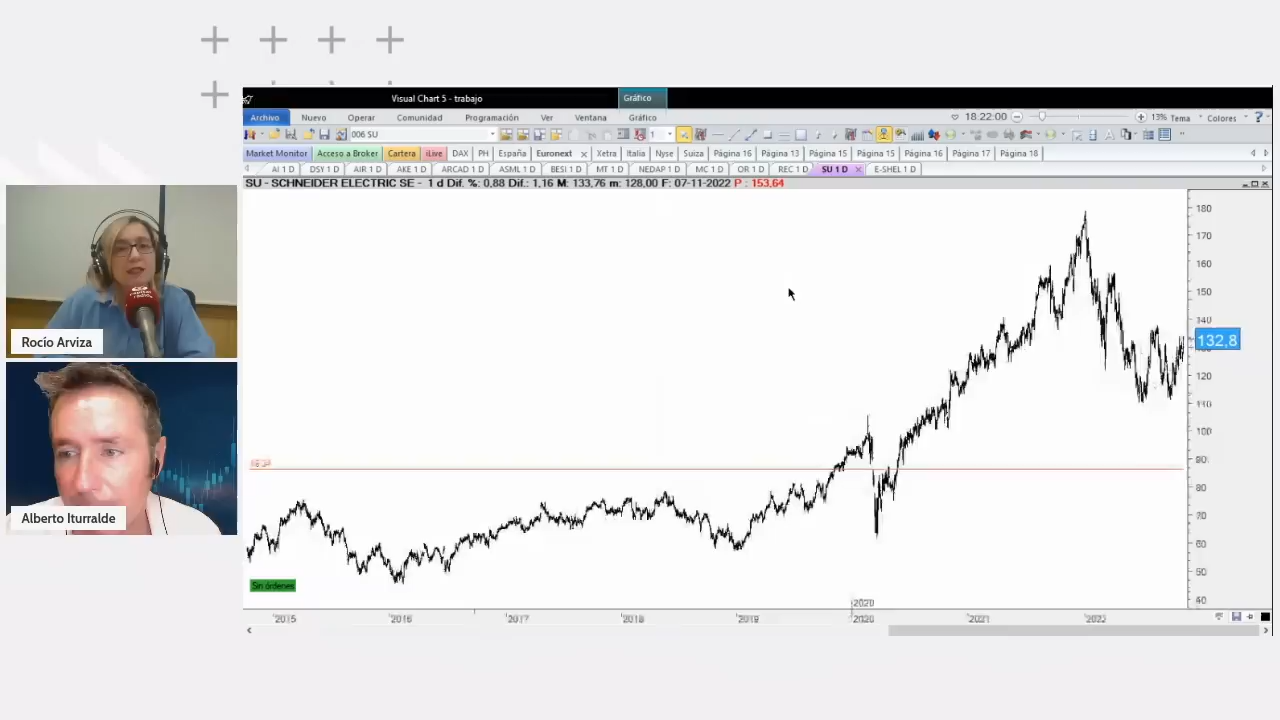 Visual Chart 5 - trabajo
Gráfico
Archivo Nuevo Operar Comunidad Programación Ver Ventana Gráfico
18:22:00 13% Tema Colores
006 SU 1
Market Monitor Acceso a Broker Cartera iLive DAX PH España Euronext Xetra Italia Nyse Suiza Página 16 Página 13 Página 15 Página 15 Página 16 Página 17 Página 18
AI 1 D DSY 1 D AIR 1 D AKE 1 D ARCAD 1 D ASML 1 D BESI 1 D MT 1 D NEDAP 1 D MC 1 D OR 1 D REC 1 D SU 1 D E-SHEL 1 D
SU - SCHNEIDER ELECTRIC SE - 1 d Dif. %: 0,88 Dif.: 1,16 M: 133,76 m: 128,00 F: 07-11-2022 P : 153,64
180
170
160
150
140
132,8
120
110
100
90
80
70
60
50
40
Sin órdenes
2020
2015 2016 2017 2018 2019 2020 2021 2022
capital radio
Rocío Arviza
Alberto Iturralde